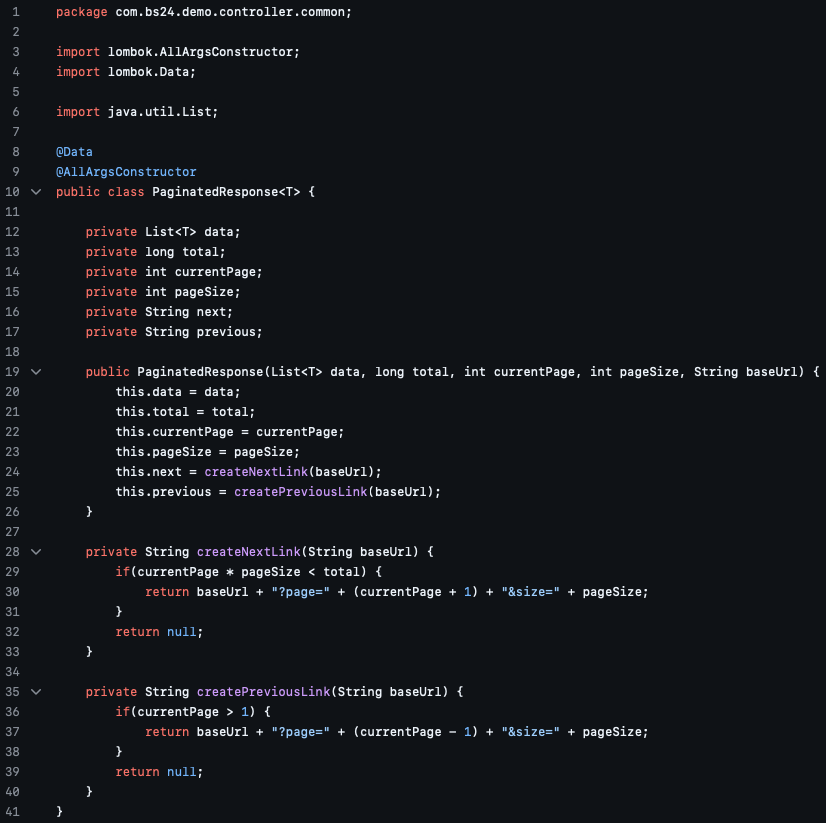 1 package com.bs24.demo.controller.common;
2
3 import lombok.AllArgsConstructor;
4 import lombok.Data;
5
6 import java.util.List;
7
8 @Data
9 @AllArgsConstructor
10 public class PaginatedResponse<T> {
11
12     private List<T> data;
13     private long total;
14     private int currentPage;
15     private int pageSize;
16     private String next;
17     private String previous;
18
19     public PaginatedResponse(List<T> data, long total, int currentPage, int pageSize, String baseUrl) {
20         this.data = data;
21         this.total = total;
22         this.currentPage = currentPage;
23         this.pageSize = pageSize;
24         this.next = createNextLink(baseUrl);
25         this.previous = createPreviousLink(baseUrl);
26     }
27
28     private String createNextLink(String baseUrl) {
29         if(currentPage * pageSize < total) {
30             return baseUrl + "?page=" + (currentPage + 1) + "&size=" + pageSize;
31         }
32         return null;
33     }
34
35     private String createPreviousLink(String baseUrl) {
36         if(currentPage > 1) {
37             return baseUrl + "?page=" + (currentPage - 1) + "&size=" + pageSize;
38         }
39         return null;
40     }
41 }